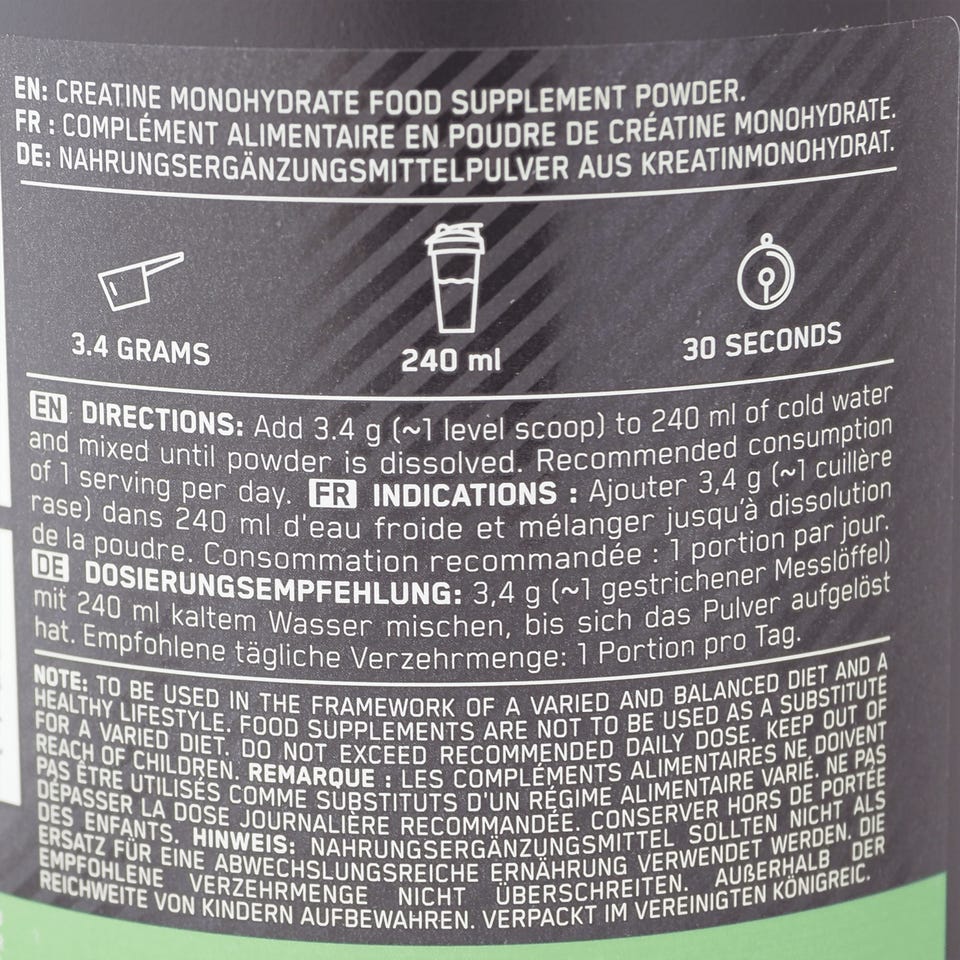 EN: CREATINE MONOHYDRATE FOOD SUPPLEMENT POWDER.
FR : COMPLÉMENT ALIMENTAIRE EN POUDRE DE CRÉATINE MONOHYDRATE.
DE: NAHRUNGSERGÄNZUNGSMITTELPULVER AUS KREATINMONOHYDRAT.
3.4 GRAMS
240 ml
30 SECONDS
EN DIRECTIONS: Add 3.4 g (~1 level scoop) to 240 ml of cold water
and mixed until powder is dissolved. Recommended consumption
of 1 serving per day. FR INDICATIONS : Ajouter 3,4 g (~1 cuillère
rase) dans 240 ml d'eau froide et mélanger jusqu'à dissolution
de la poudre. Consommation recommandée : 1 portion par jour.
DE DOSIERUNGSEMPFEHLUNG: 3,4 g (~1 gestrichener Messlöffel)
mit 240 ml kaltem Wasser mischen, bis sich das Pulver aufgelöst
hat. Empfohlene tägliche Verzehrmenge: 1 Portion pro Tag.
NOTE: TO BE USED IN THE FRAMEWORK OF A VARIED AND BALANCED DIET AND A
HEALTHY LIFESTYLE. FOOD SUPPLEMENTS ARE NOT TO BE USED AS A SUBSTITUTE
FOR A VARIED DIET. DO NOT EXCEED RECOMMENDED DAILY DOSE. KEEP OUT OF
REACH OF CHILDREN. REMARQUE : LES COMPLÉMENTS ALIMENTAIRES NE DOIVENT
PAS ÊTRE UTILISÉS COMME SUBSTITUTS D'UN RÉGIME ALIMENTAIRE VARIÉ. NE PAS
DÉPASSER LA DOSE JOURNALIÈRE RECOMMANDÉE. CONSERVER HORS DE PORTÉE
DES ENFANTS. HINWEIS: NAHRUNGSERGÄNZUNGSMITTEL SOLLTEN NICHT ALS
ERSATZ FÜR EINE ABWECHSLUNGSREICHE ERNÄHRUNG VERWENDET WERDEN. DIE
EMPFOHLENE VERZEHRMENGE NICHT ÜBERSCHREITEN. AUßERHALB DER
REICHWEITE VON KINDERN AUFBEWAHREN. VERPACKT IM VEREINIGTEN KÖNIGREIC.